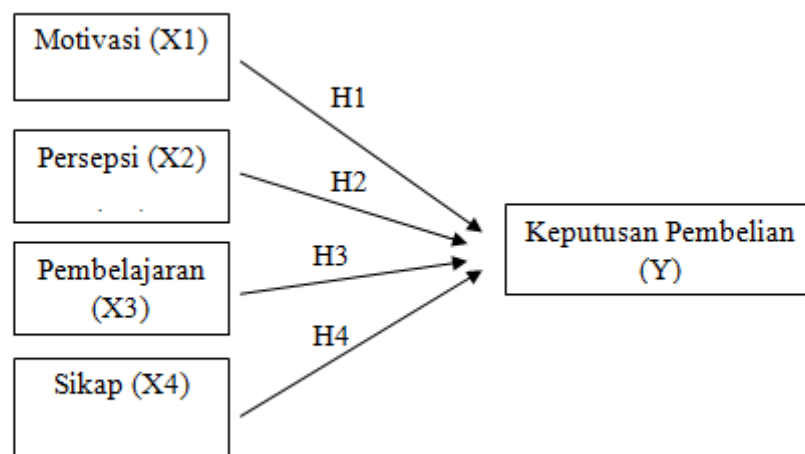 Motivasi (X1)
H1
Persepsi (X2)
H2
Keputusan Pembelian
(Y)
Pembelajaran
(X3)
H3
H4
Sikap (X4)